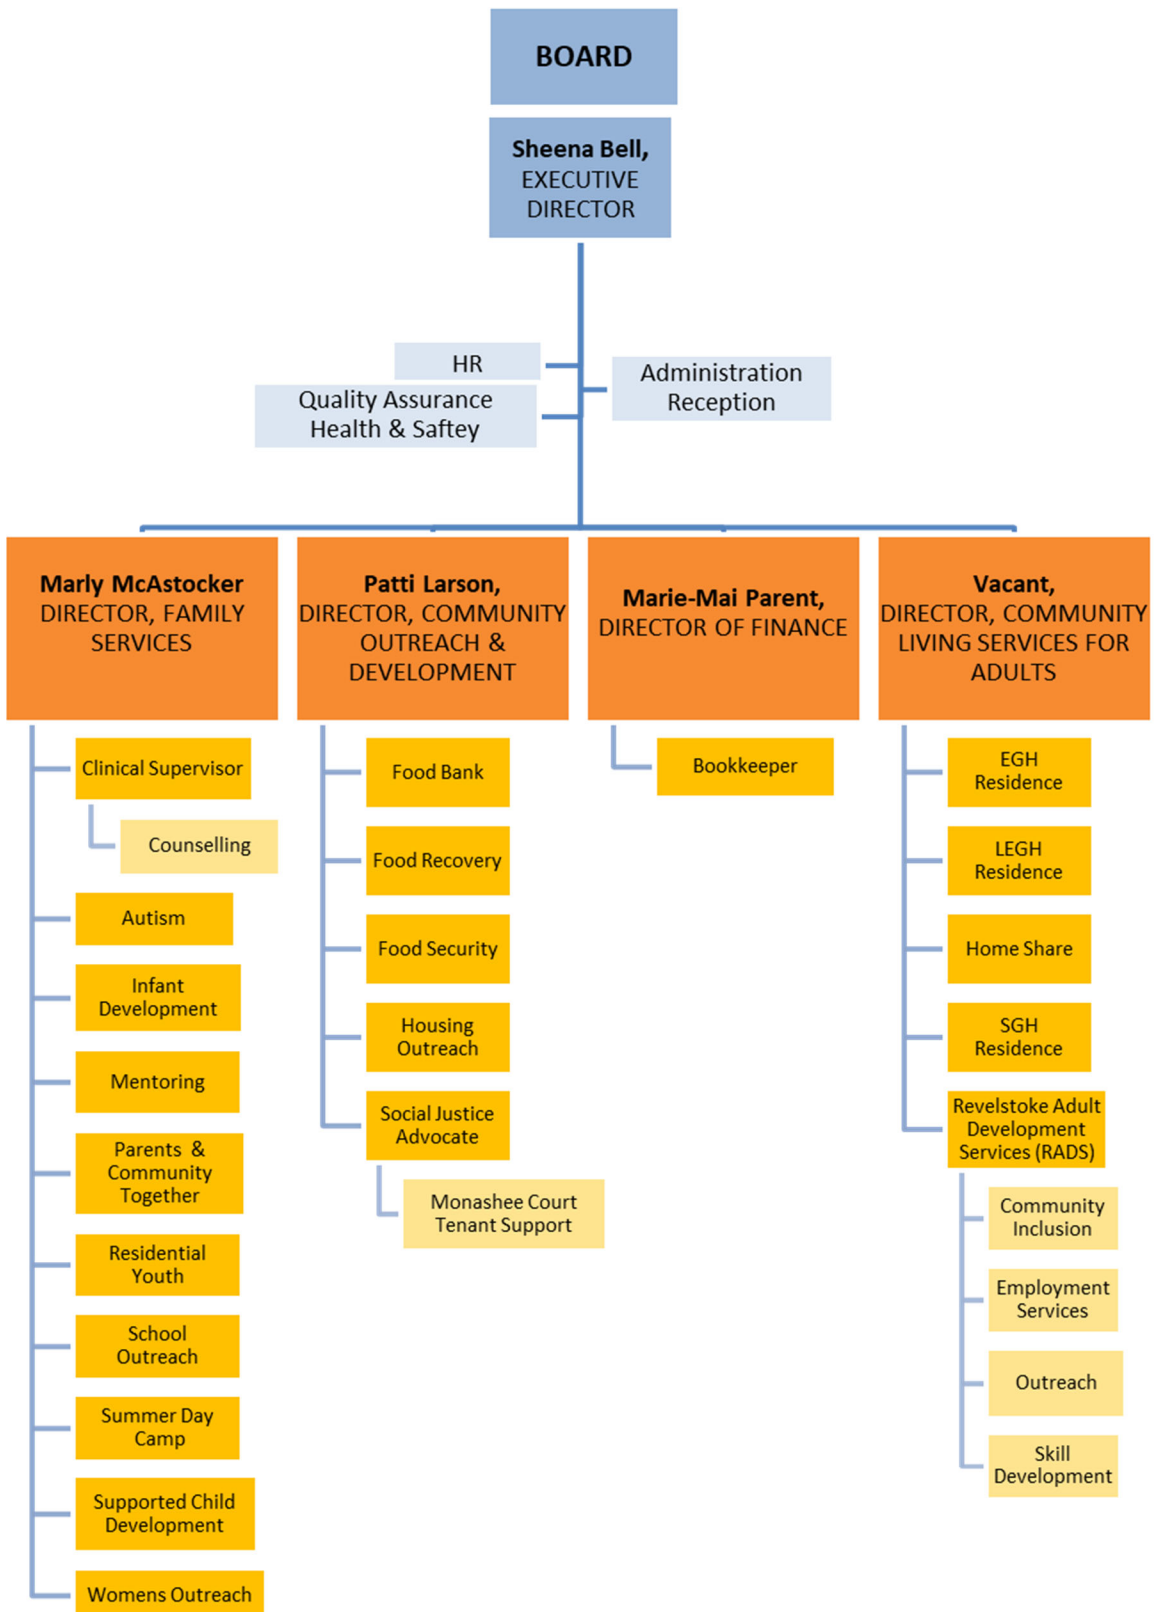 BOARD
Sheena Bell,
EXECUTIVE
DIRECTOR
HR
Quality Assurance
Health & Saftey
Administration
Reception
Marly McAstocker
DIRECTOR, FAMILY
SERVICES
Clinical Supervisor
Counselling
Autism
Infant
Development
Mentoring
Parents &
Community
Together
Residential
Youth
School
Outreach
Summer Day
Camp
Supported Child
Development
Womens Outreach
Patti Larson,
DIRECTOR, COMMUNITY
OUTREACH &
DEVELOPMENT
Food Bank
Food Recovery
Food Security
Housing
Outreach
Social Justice
Advocate
Monashee Court
Tenant Support
Marie-Mai Parent,
DIRECTOR OF FINANCE
Bookkeeper
Vacant,
DIRECTOR, COMMUNITY
LIVING SERVICES FOR
ADULTS
EGH
Residence
LEGH
Residence
Home Share
SGH
Residence
Revelstoke Adult
Development
Services (RADS)
Community
Inclusion
Employment
Services
Outreach
Skill
Development